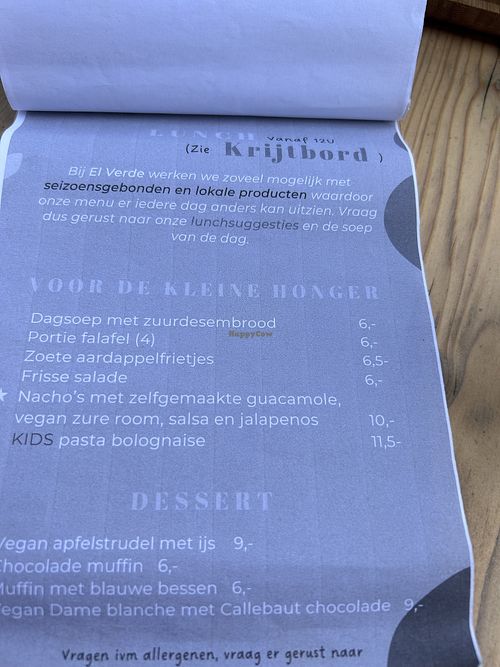 LUNCH vanaf 12u
(Zie Krijtbord )
Bij El Verde werken we zoveel mogelijk met
seizoensgebonden en lokale producten waardoor
onze menu er iedere dag anders kan uitzien. Vraag
dus gerust naar onze lunchsuggesties en de soep
van de dag.
VOOR DE KLEINE HONGER
Dagsoep met zuurdesembrood 6,-
Portie falafel (4) 6,-
HappyCow
Zoete aardappelfrietjes 6,5-
Frisse salade 6,-
★ Nacho's met zelfgemaakte guacamole,
vegan zure room, salsa en jalapenos 10,-
KIDS pasta bolognaise 11,5-
DESSERT
Vegan apfelstrudel met ijs 9,-
Chocolade muffin 6,-
Muffin met blauwe bessen 6,-
Vegan Dame blanche met Callebaut chocolade 9,-
Vragen ivm allergenen, vraag er gerust naar